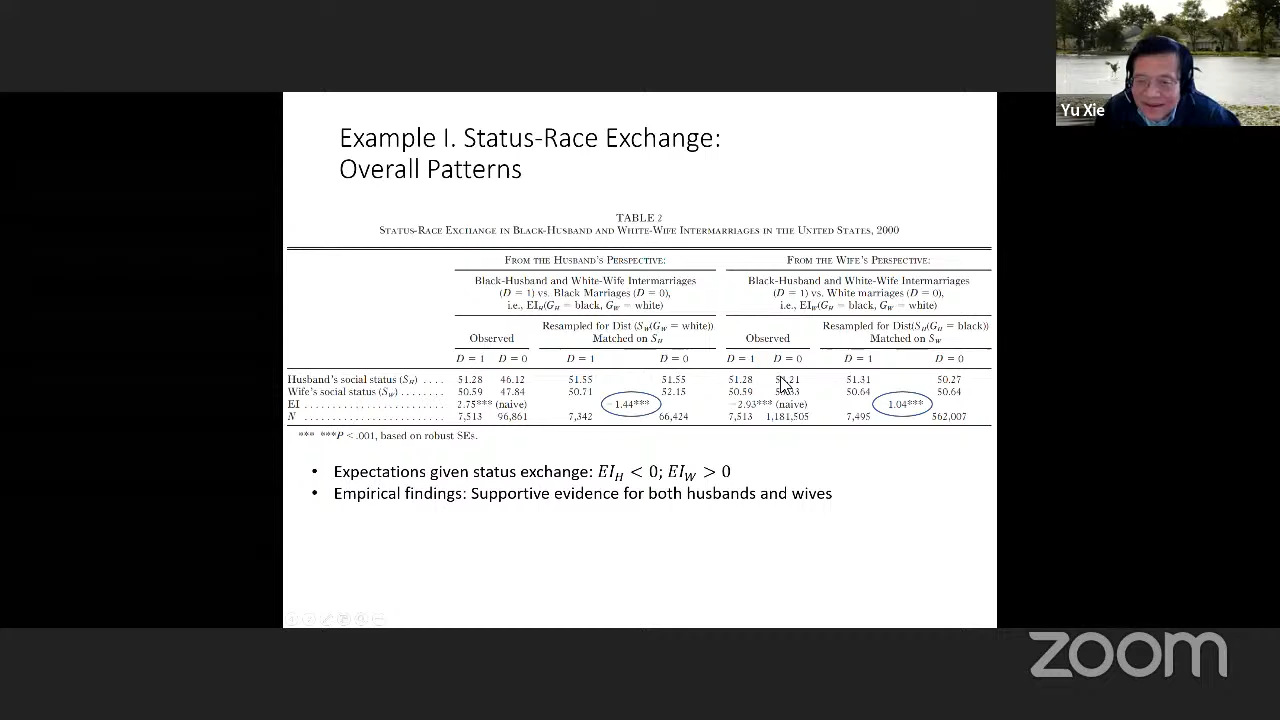 Yu Xie
Example I. Status-Race Exchange:
Overall Patterns
TABLE 2
Status-Race Exchange in Black-Husband and White-Wife Intermarriages in the United States, 2000
From the Husband's Perspective: From the Wife's Perspective:
Black-Husband and White-Wife Intermarriages Black-Husband and White-Wife Intermarriages
(D = 1) vs. Black Marriages (D = 0), (D = 1) vs. White marriages (D = 0),
i.e., EI_H(G_H = black, G_W = white) i.e., EI_W(G_H = black, G_W = white)
Resampled for Dist (S_W(G_W = white)) Resampled for Dist(S_H(G_H = black))
Observed Matched on S_H Observed Matched on S_W
D = 1 D = 0 D = 1 D = 0 D = 1 D = 0 D = 1 D = 0
Husband's social status (S_H) .... 51.28 46.12 51.55 51.55 51.28 51.31 50.27
Wife's social status (S_W) ........ 50.59 47.84 50.71 52.15 50.59 50.64 50.64
EI ........................ 2.75*** (naive) −1.44*** −2.93*** (naive) 1.04***
N ........................ 7,513 96,861 7,342 66,424 7,513 1,181,505 7,495 562,007
*** ***P < .001, based on robust SEs.
• Expectations given status exchange: EI_H < 0; EI_W > 0
• Empirical findings: Supportive evidence for both husbands and wives
zoom